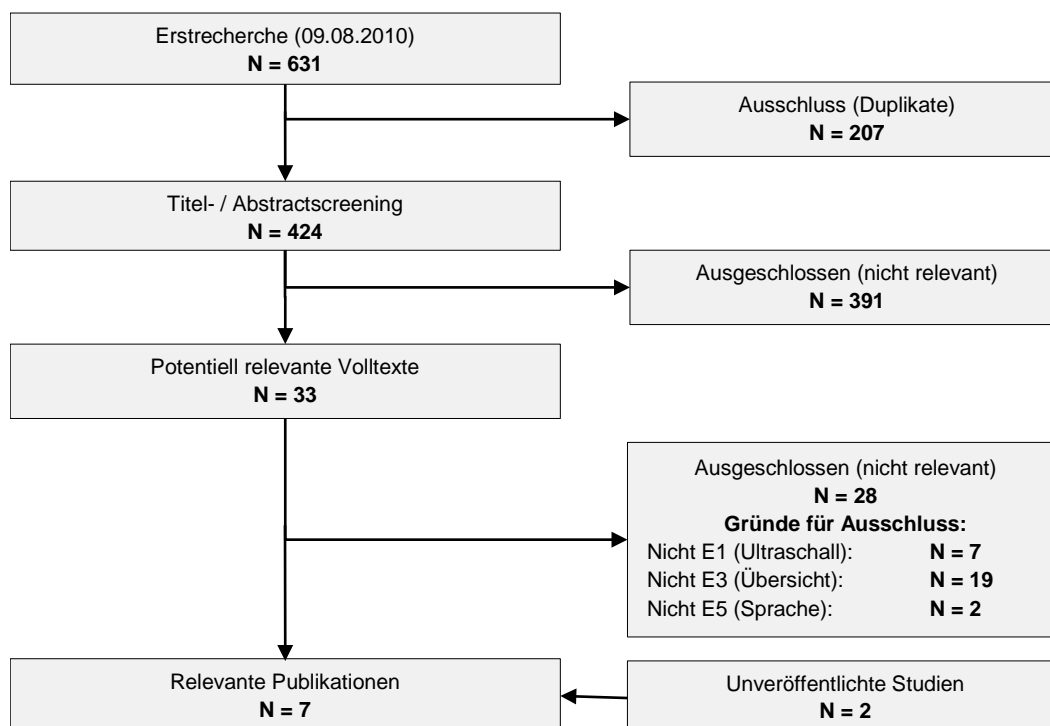 Erstrecherche (09.08.2010)
N = 631
Ausschluss (Duplikate)
N = 207
Titel- / Abstractscreening
N = 424
Ausgeschlossen (nicht relevant)
N = 391
Potentiell relevante Volltexte
N = 33
Ausgeschlossen (nicht relevant)
N = 28
Gründe für Ausschluss:
Nicht E1 (Ultraschall): N = 7
Nicht E3 (Übersicht): N = 19
Nicht E5 (Sprache): N = 2
Relevante Publikationen
N = 7
Unveröffentlichte Studien
N = 2